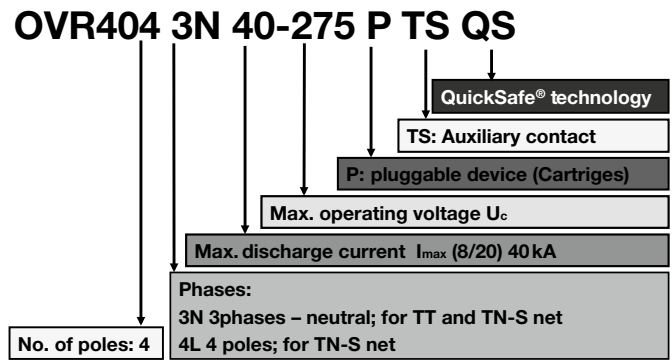 OVR404 3N 40-275 P TS QS
QuickSafe® technology
TS: Auxiliary contact
P: pluggable device (Cartriges)
Max. operating voltage Uc
Max. discharge current Imax (8/20) 40 kA
Phases:
3N 3phases – neutral; for TT and TN-S net
No. of poles: 4
4L 4 poles; for TN-S net